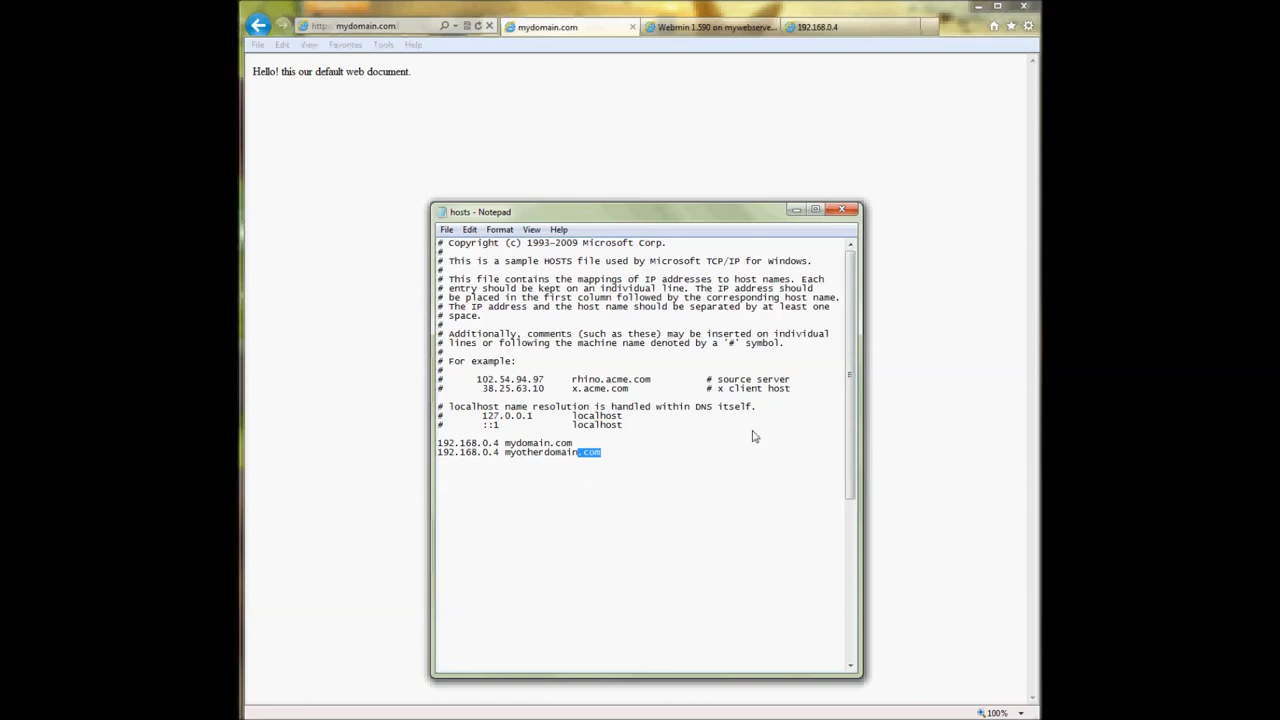 http://mydomain.com/
mydomain.com
Webmin 1.590 on mywebserve...
192.168.0.4
File Edit View Favorites Tools Help
Hello! this our default web document.
hosts - Notepad
File Edit Format View Help
# Copyright (c) 1993-2009 Microsoft Corp.
#
# This is a sample HOSTS file used by Microsoft TCP/IP for Windows.
#
# This file contains the mappings of IP addresses to host names. Each
# entry should be kept on an individual line. The IP address should
# be placed in the first column followed by the corresponding host name.
# The IP address and the host name should be separated by at least one
# space.
#
# Additionally, comments (such as these) may be inserted on individual
# lines or following the machine name denoted by a '#' symbol.
#
# For example:
#
# 102.54.94.97 rhino.acme.com # source server
# 38.25.63.10 x.acme.com # x client host
# localhost name resolution is handled within DNS itself.
# 127.0.0.1 localhost
# ::1 localhost
192.168.0.4 mydomain.com
192.168.0.4 myotherdomain.com
100%